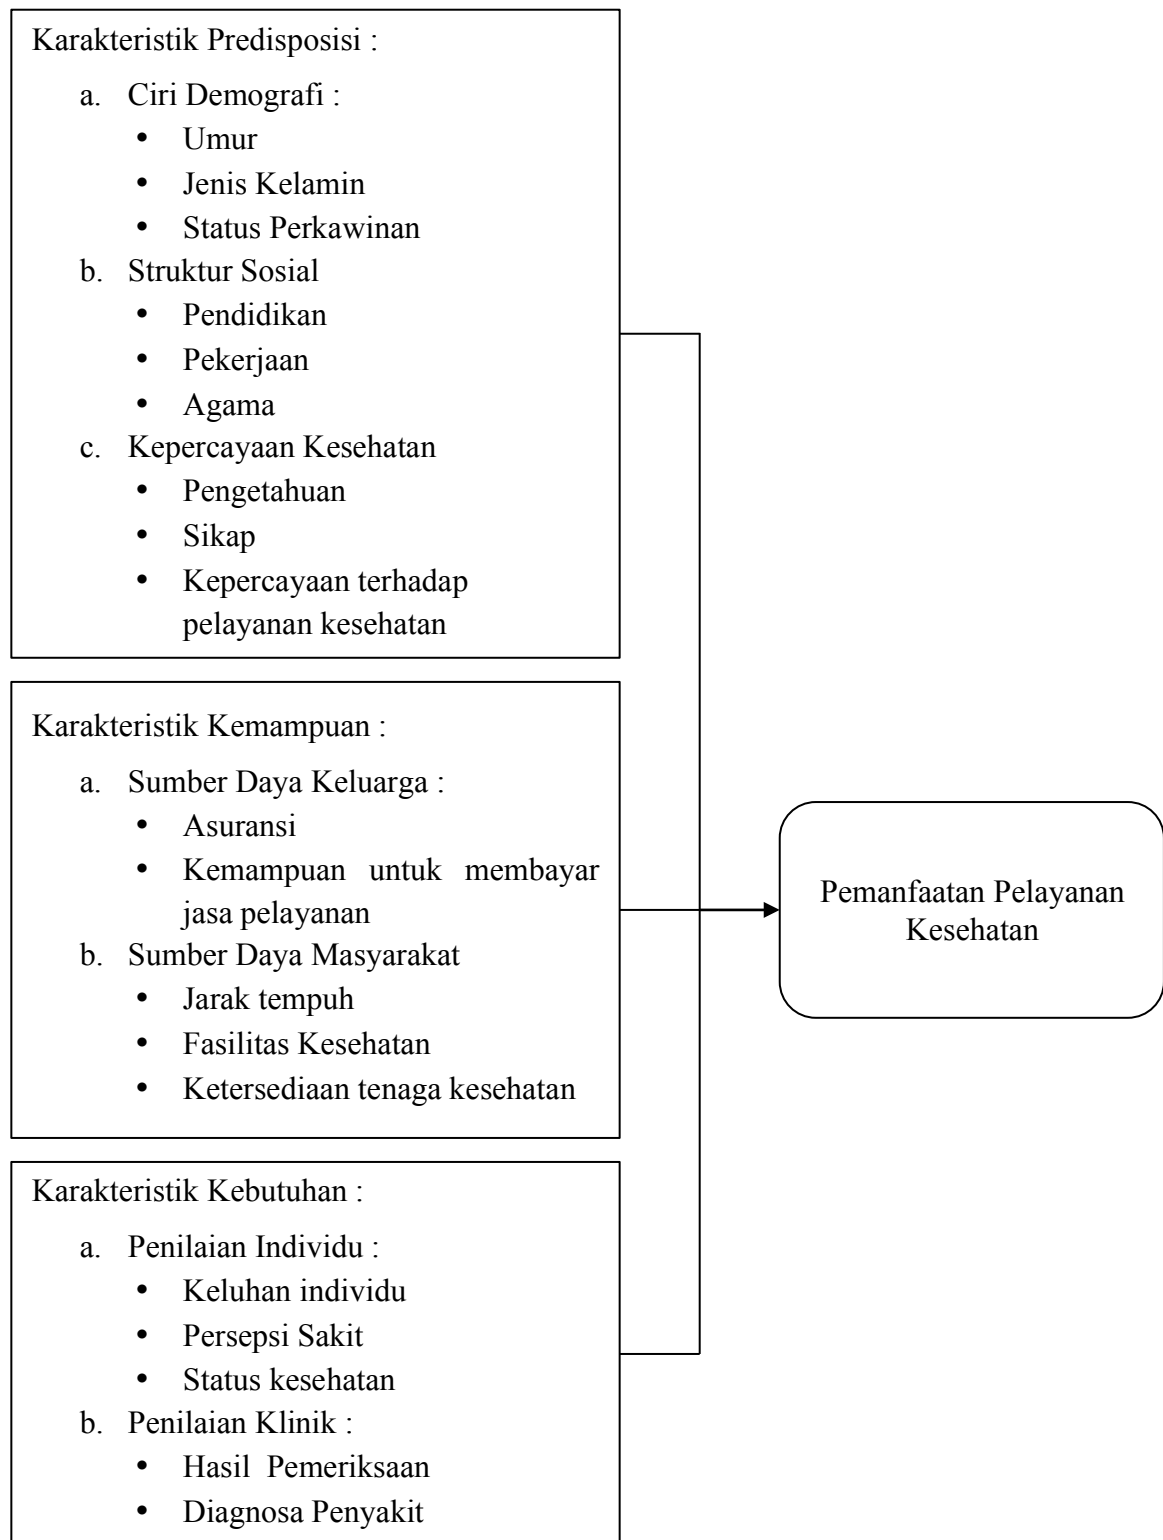 Karakteristik Predisposisi :
a. Ciri Demografi :
• Umur
• Jenis Kelamin
• Status Perkawinan
b. Struktur Sosial
• Pendidikan
• Pekerjaan
• Agama
c. Kepercayaan Kesehatan
• Pengetahuan
• Sikap
• Kepercayaan terhadap
pelayanan kesehatan
Karakteristik Kemampuan :
a. Sumber Daya Keluarga :
• Asuransi
• Kemampuan untuk membayar
jasa pelayanan
b. Sumber Daya Masyarakat
• Jarak tempuh
• Fasilitas Kesehatan
• Ketersediaan tenaga kesehatan
Karakteristik Kebutuhan :
a. Penilaian Individu :
• Keluhan individu
• Persepsi Sakit
• Status kesehatan
b. Penilaian Klinik :
• Hasil Pemeriksaan
• Diagnosa Penyakit
Pemanfaatan Pelayanan
Kesehatan